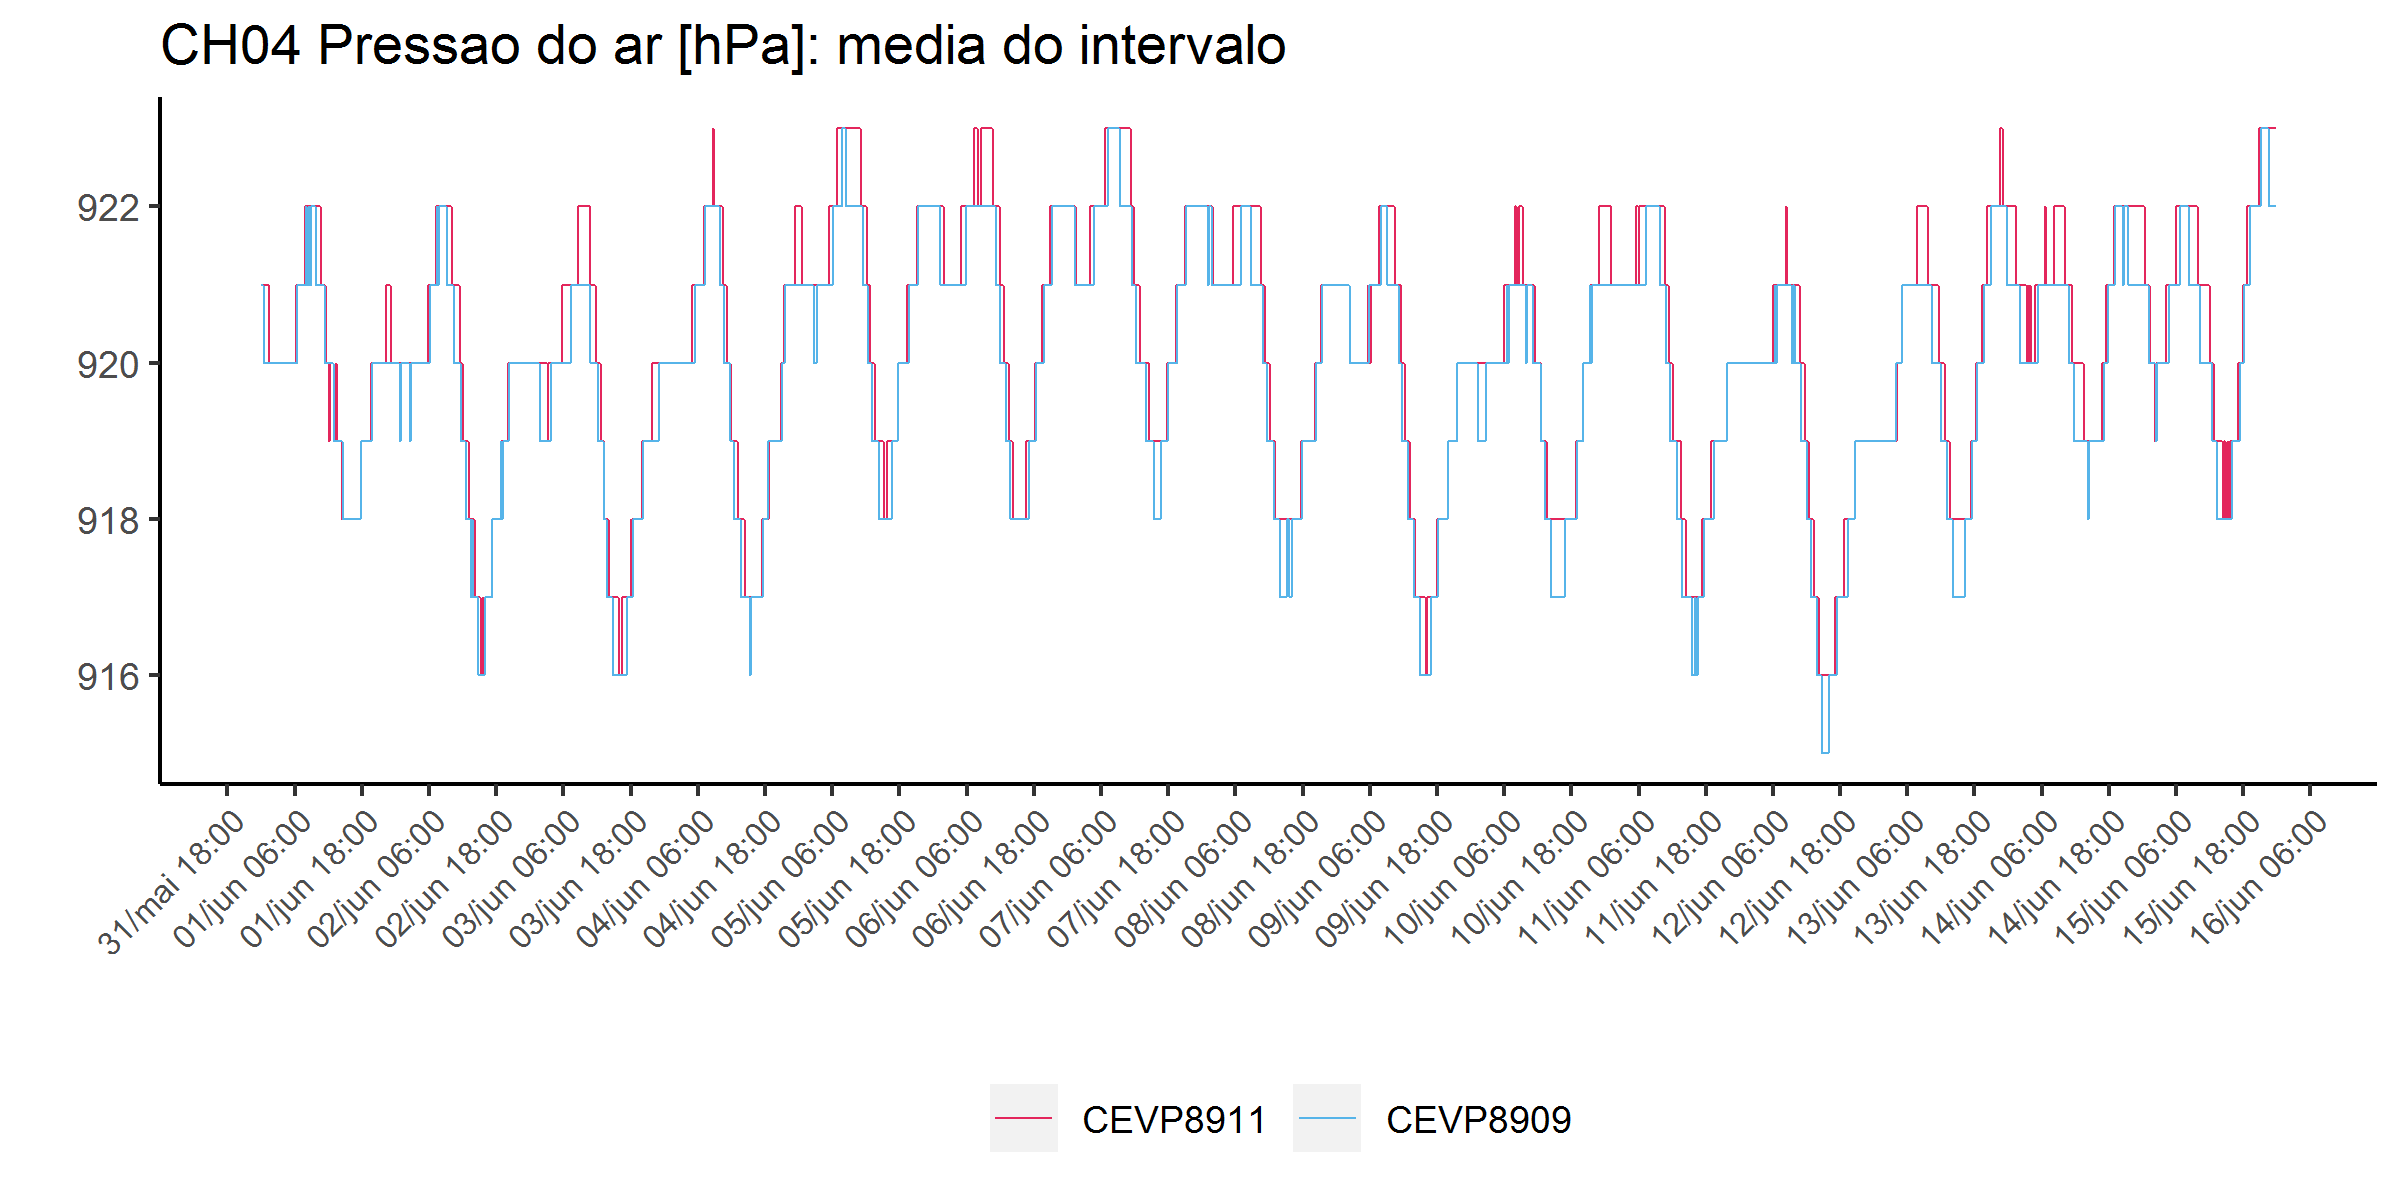 CH04 Pressao do ar [hPa]: media do intervalo
922
920
918
916
31/mai 18:00
01/jun 06:00
01/jun 18:00
02/jun 06:00
02/jun 18:00
03/jun 06:00
03/jun 18:00
04/jun 06:00
04/jun 18:00
05/jun 06:00
05/jun 18:00
06/jun 06:00
06/jun 18:00
07/jun 06:00
07/jun 18:00
08/jun 06:00
08/jun 18:00
09/jun 06:00
09/jun 18:00
10/jun 06:00
10/jun 18:00
11/jun 06:00
11/jun 18:00
12/jun 06:00
12/jun 18:00
13/jun 06:00
13/jun 18:00
14/jun 06:00
14/jun 18:00
15/jun 06:00
15/jun 18:00
16/jun 06:00
CEVP8911 CEVP8909